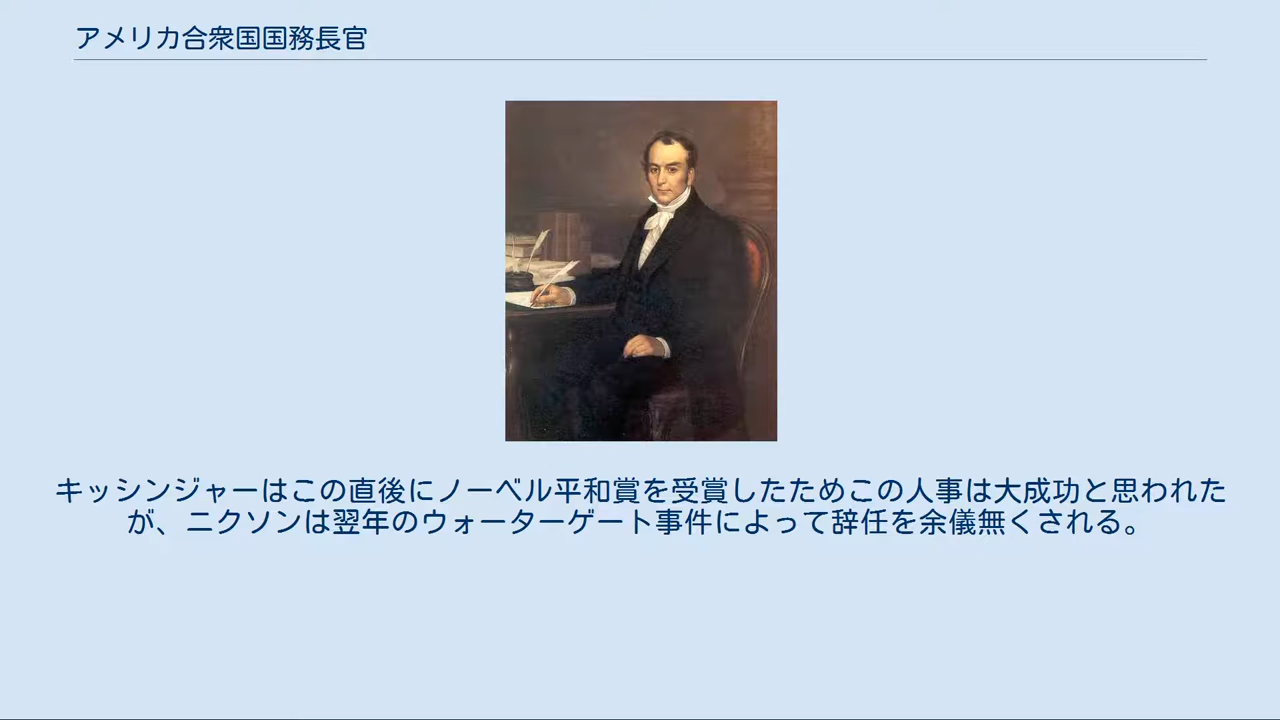 アメリカ合衆国国務長官
キッシンジャーはこの直後にノーベル平和賞を受賞したためこの人事は大成功と思われた
が、ニクソンは翌年のウォーターゲート事件によって辞任を余儀無くされる。